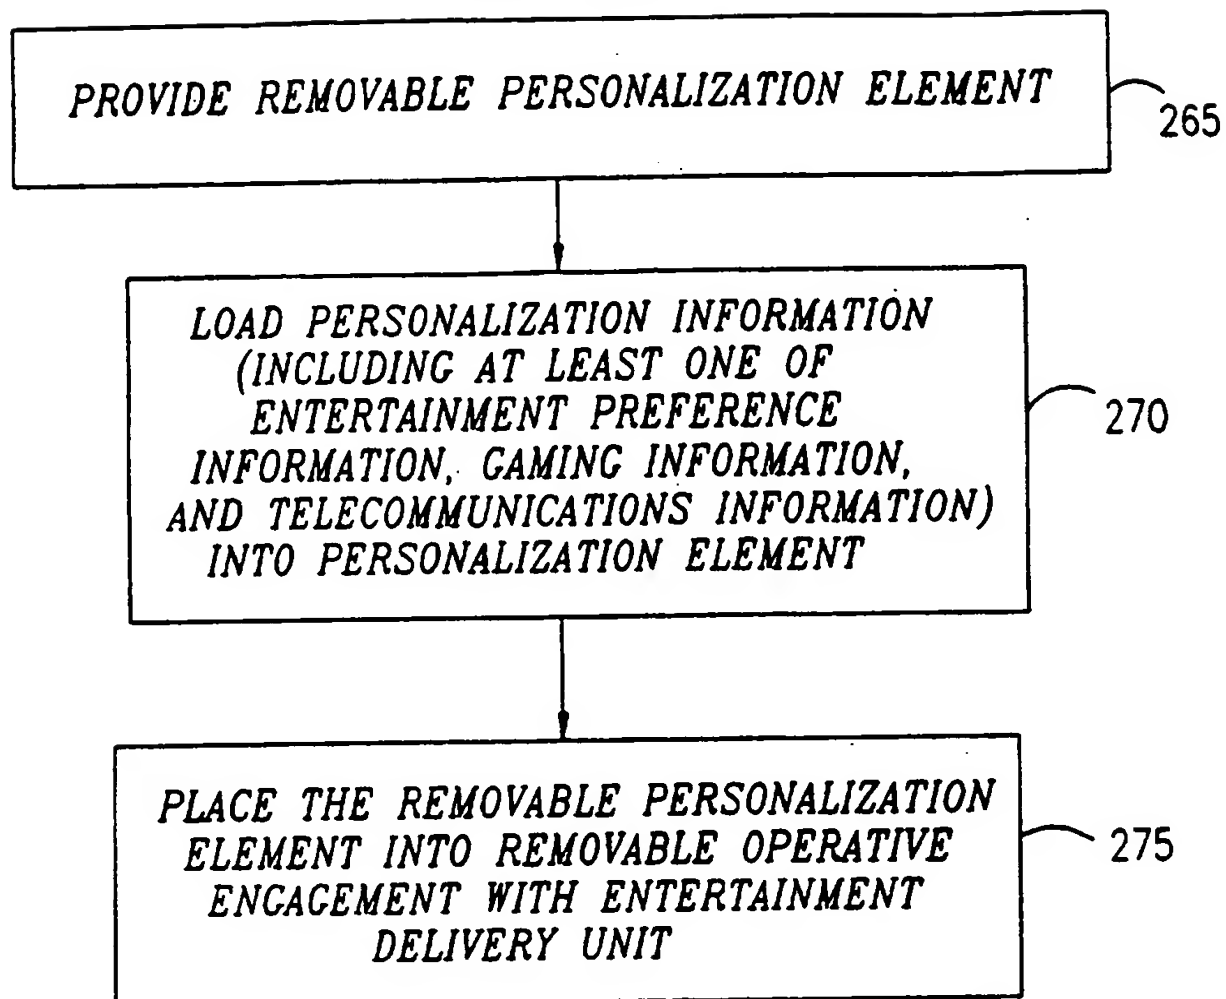 PROVIDE REMOVABLE PERSONALIZATION ELEMENT
265
LOAD PERSONALIZATION INFORMATION
(INCLUDING AT LEAST ONE OF
ENTERTAINMENT PREFERENCE
INFORMATION, GAMING INFORMATION,
AND TELECOMMUNICATIONS INFORMATION)
INTO PERSONALIZATION ELEMENT
270
PLACE THE REMOVABLE PERSONALIZATION
ELEMENT INTO REMOVABLE OPERATIVE
ENGAGEMENT WITH ENTERTAINMENT
DELIVERY UNIT
275